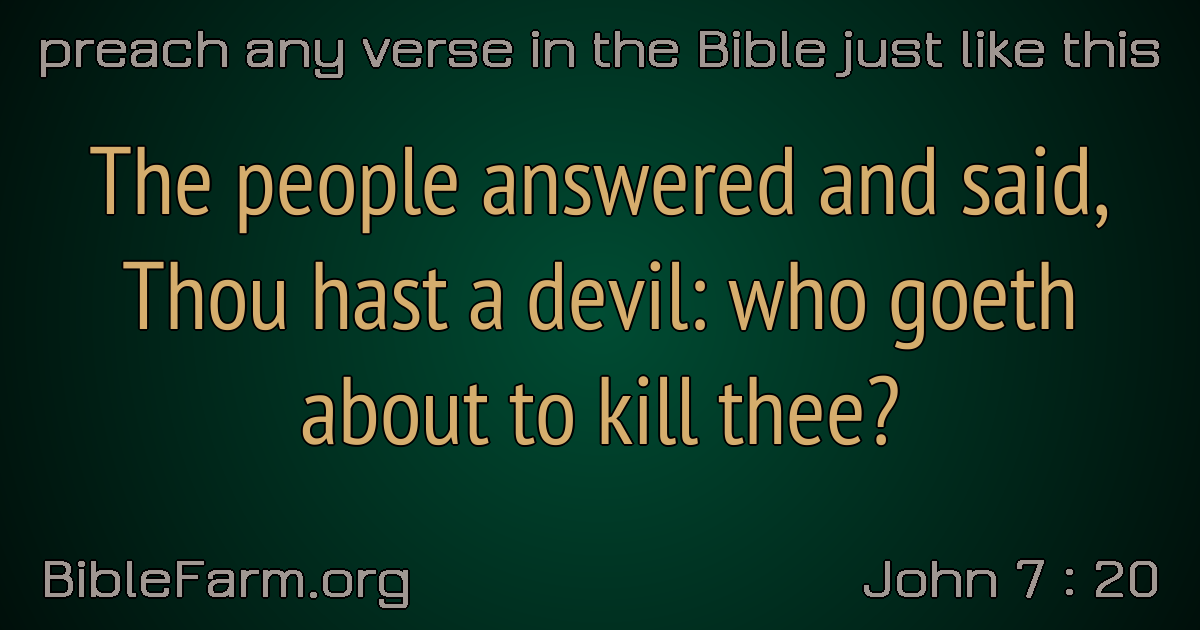 preach any verse in the Bible just like this
The people answered and said,
Thou hast a devil: who goeth
about to kill thee?
BibleFarm.org
John 7 : 20